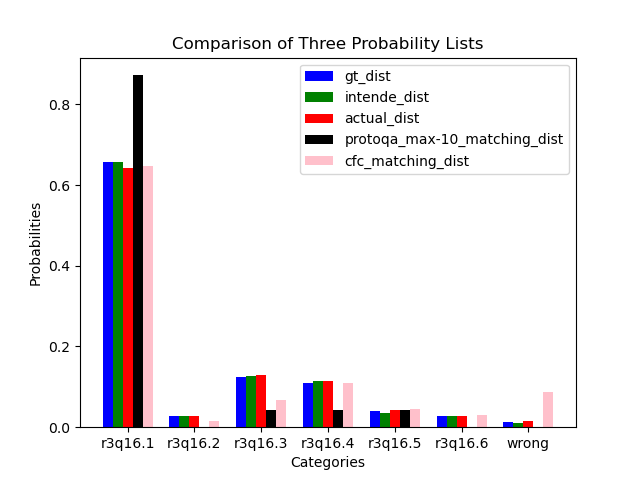 Comparison of Three Probability Lists
gt_dist
intende_dist
actual_dist
protoqa_max-10_matching_dist
cfc_matching_dist
Probabilities
0.8
0.6
0.4
0.2
0.0
r3q16.1 r3q16.2 r3q16.3 r3q16.4 r3q16.5 r3q16.6 wrong
Categories